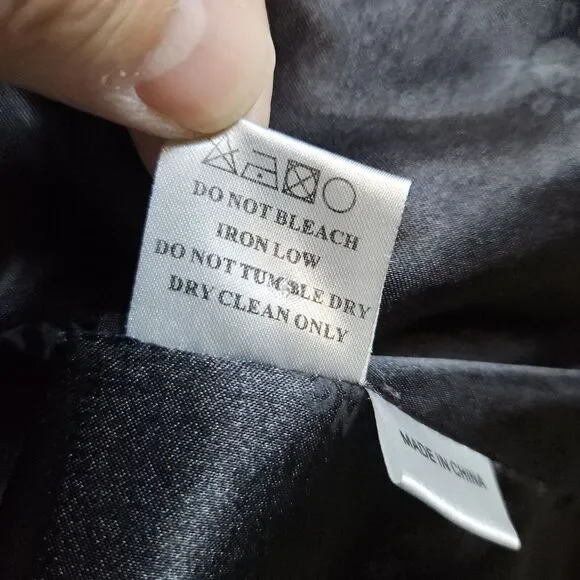 DO NOT BLEACH
IRON LOW
DO NOT TUMBLE DRY
DRY CLEAN ONLY
MADE IN CHINA